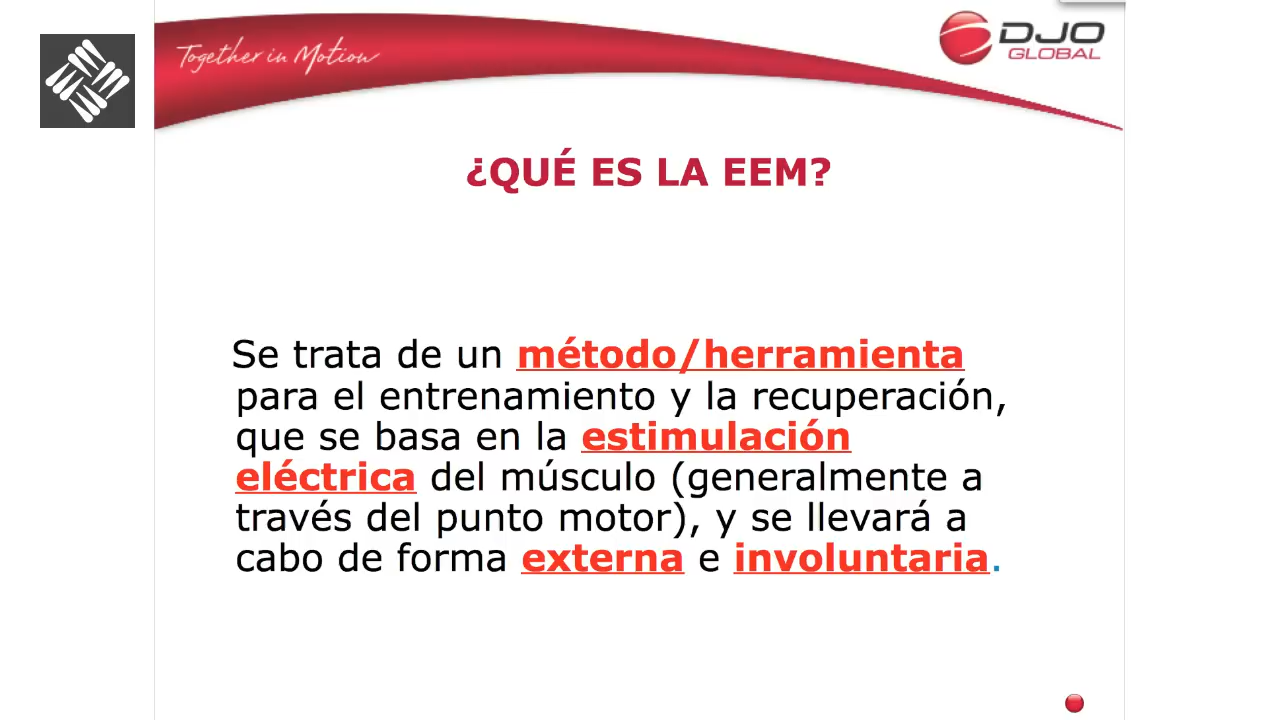 Together in Motion
DJO
GLOBAL
¿QUÉ ES LA EEM?
Se trata de un método/herramienta
para el entrenamiento y la recuperación,
que se basa en la estimulación
eléctrica del músculo (generalmente a
través del punto motor), y se llevará a
cabo de forma externa e involuntaria.